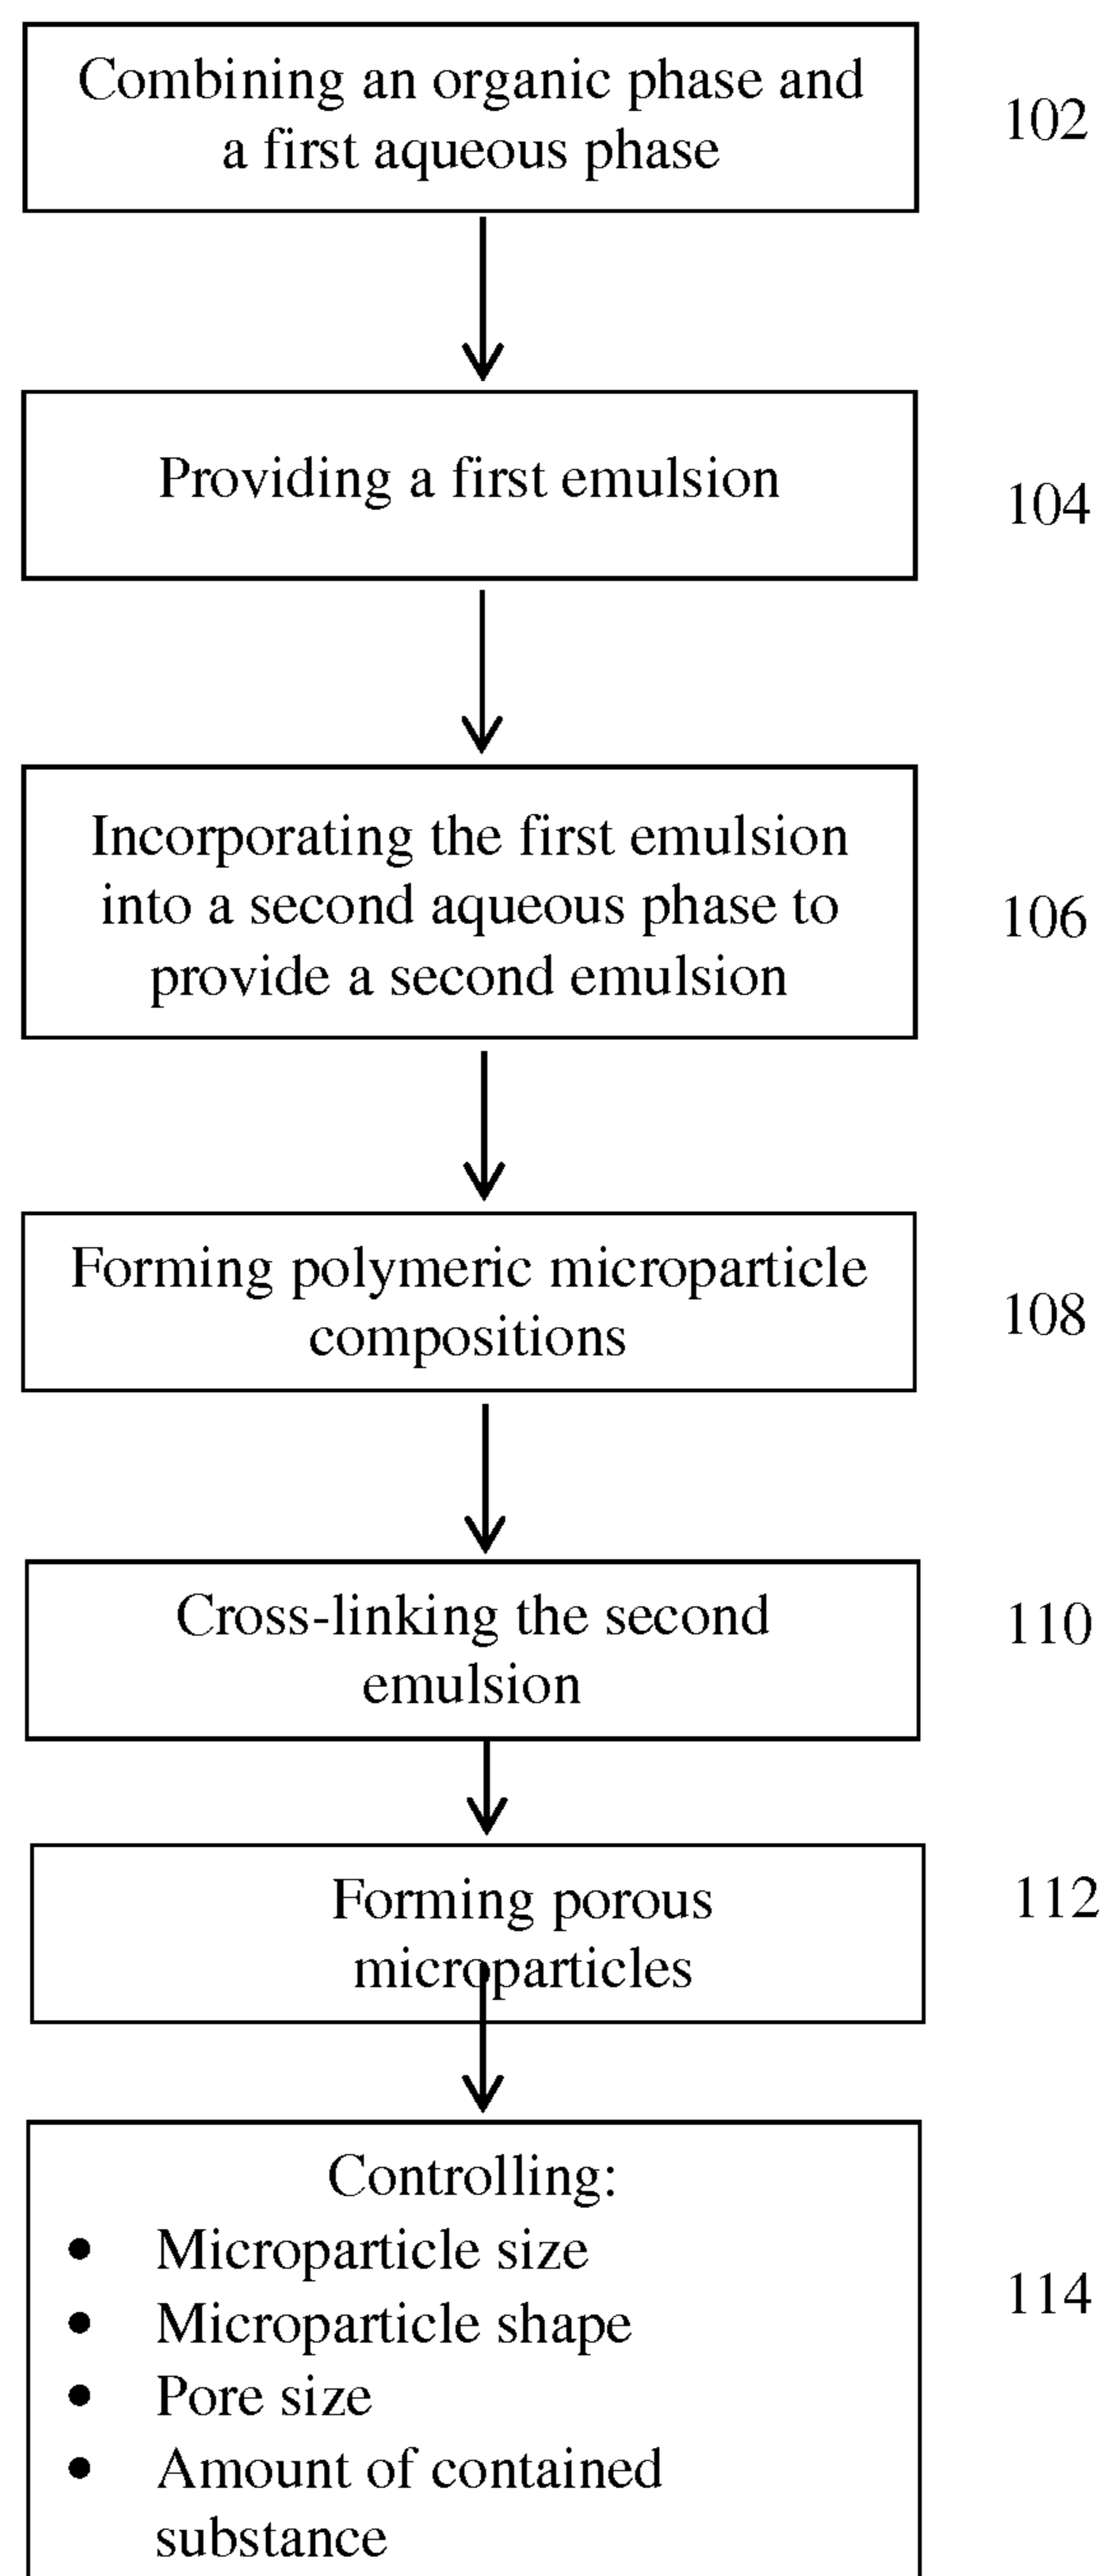 Combining an organic phase and
a first aqueous phase
102
Providing a first emulsion
104
Incorporating the first emulsion
into a second aqueous phase to
provide a second emulsion
106
Forming polymeric microparticle
compositions
108
Cross-linking the second
emulsion
110
Forming porous
microparticles
112
Controlling:
• Microparticle size
• Microparticle shape
• Pore size
• Amount of contained
substance
114